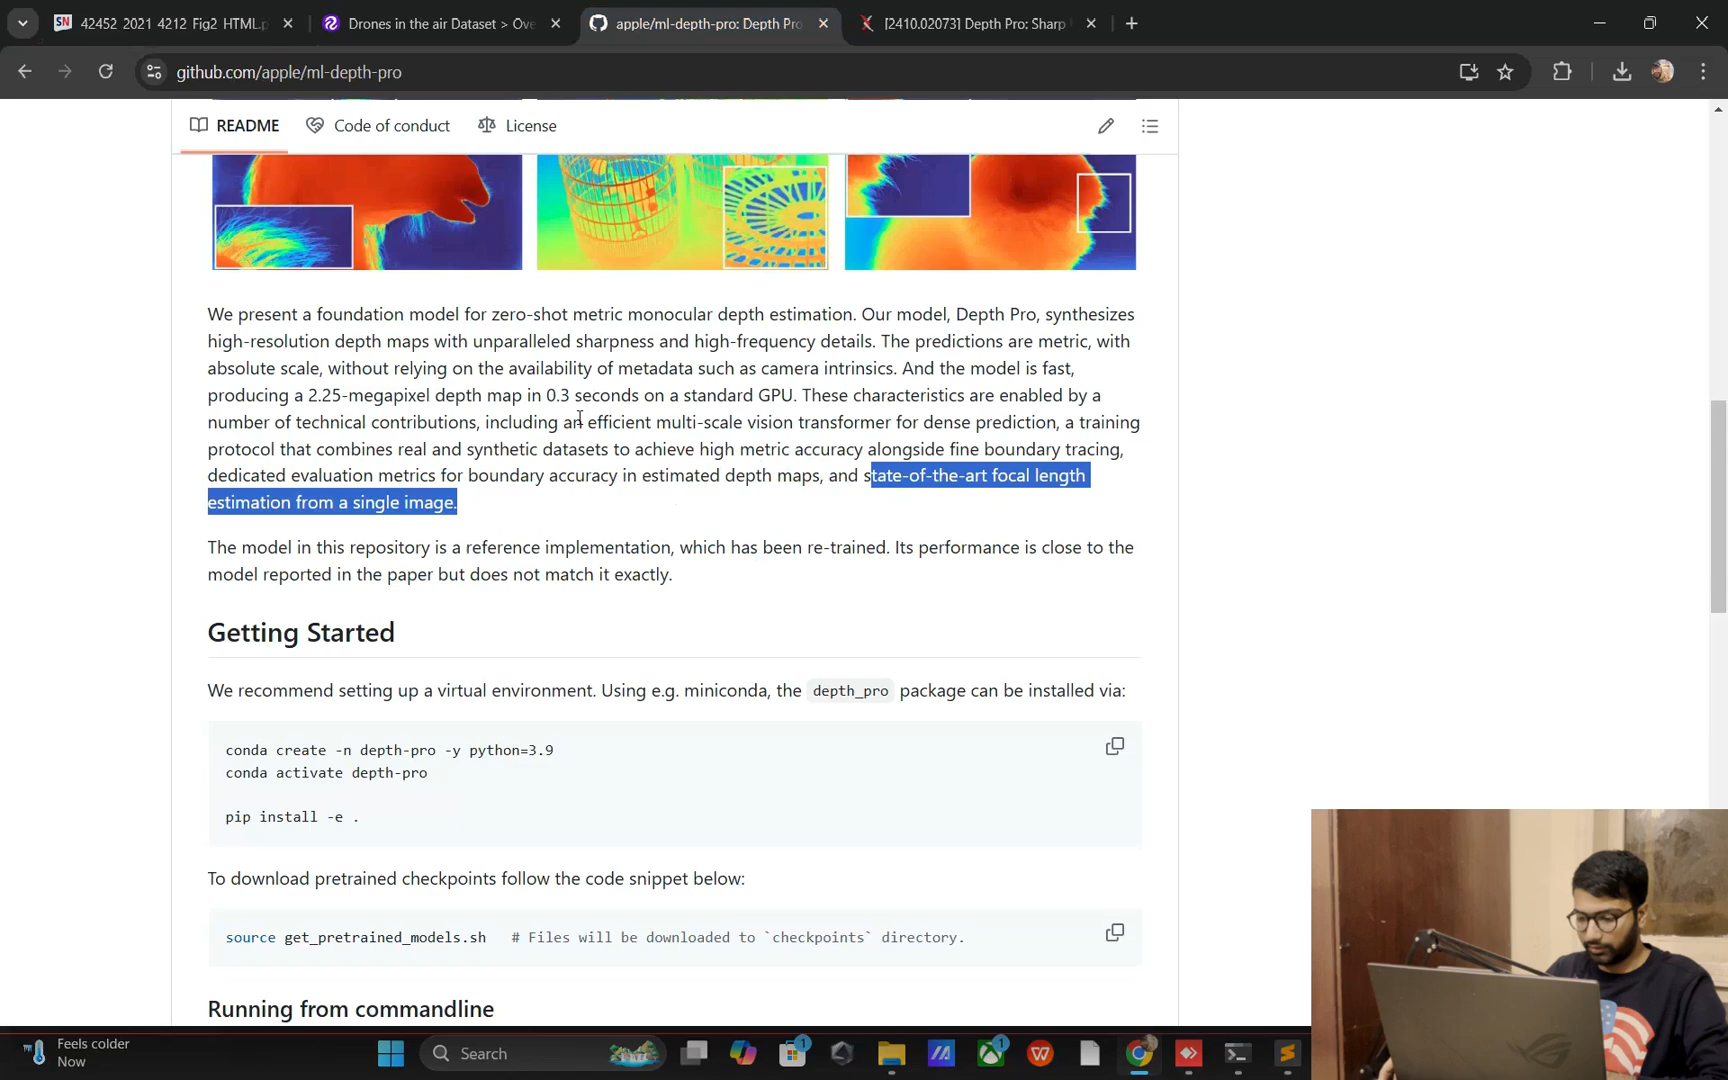 42452 2021 4212 Fig2 HTML.p
Drones in the air Dataset > Ove
apple/ml-depth-pro: Depth Pro
[2410.02073] Depth Pro: Sharp
github.com/apple/ml-depth-pro
README
Code of conduct
License
We present a foundation model for zero-shot metric monocular depth estimation. Our model, Depth Pro, synthesizes
high-resolution depth maps with unparalleled sharpness and high-frequency details. The predictions are metric, with
absolute scale, without relying on the availability of metadata such as camera intrinsics. And the model is fast,
producing a 2.25-megapixel depth map in 0.3 seconds on a standard GPU. These characteristics are enabled by a
number of technical contributions, including an efficient multi-scale vision transformer for dense prediction, a training
protocol that combines real and synthetic datasets to achieve high metric accuracy alongside fine boundary tracing,
dedicated evaluation metrics for boundary accuracy in estimated depth maps, and state-of-the-art focal length
estimation from a single image.
The model in this repository is a reference implementation, which has been re-trained. Its performance is close to the
model reported in the paper but does not match it exactly.
Getting Started
We recommend setting up a virtual environment. Using e.g. miniconda, the depth_pro package can be installed via:
conda create -n depth-pro -y python=3.9
conda activate depth-pro
pip install -e .
To download pretrained checkpoints follow the code snippet below:
source get_pretrained_models.sh   # Files will be downloaded to `checkpoints` directory.
Running from commandline
Feels colder
Now
Search